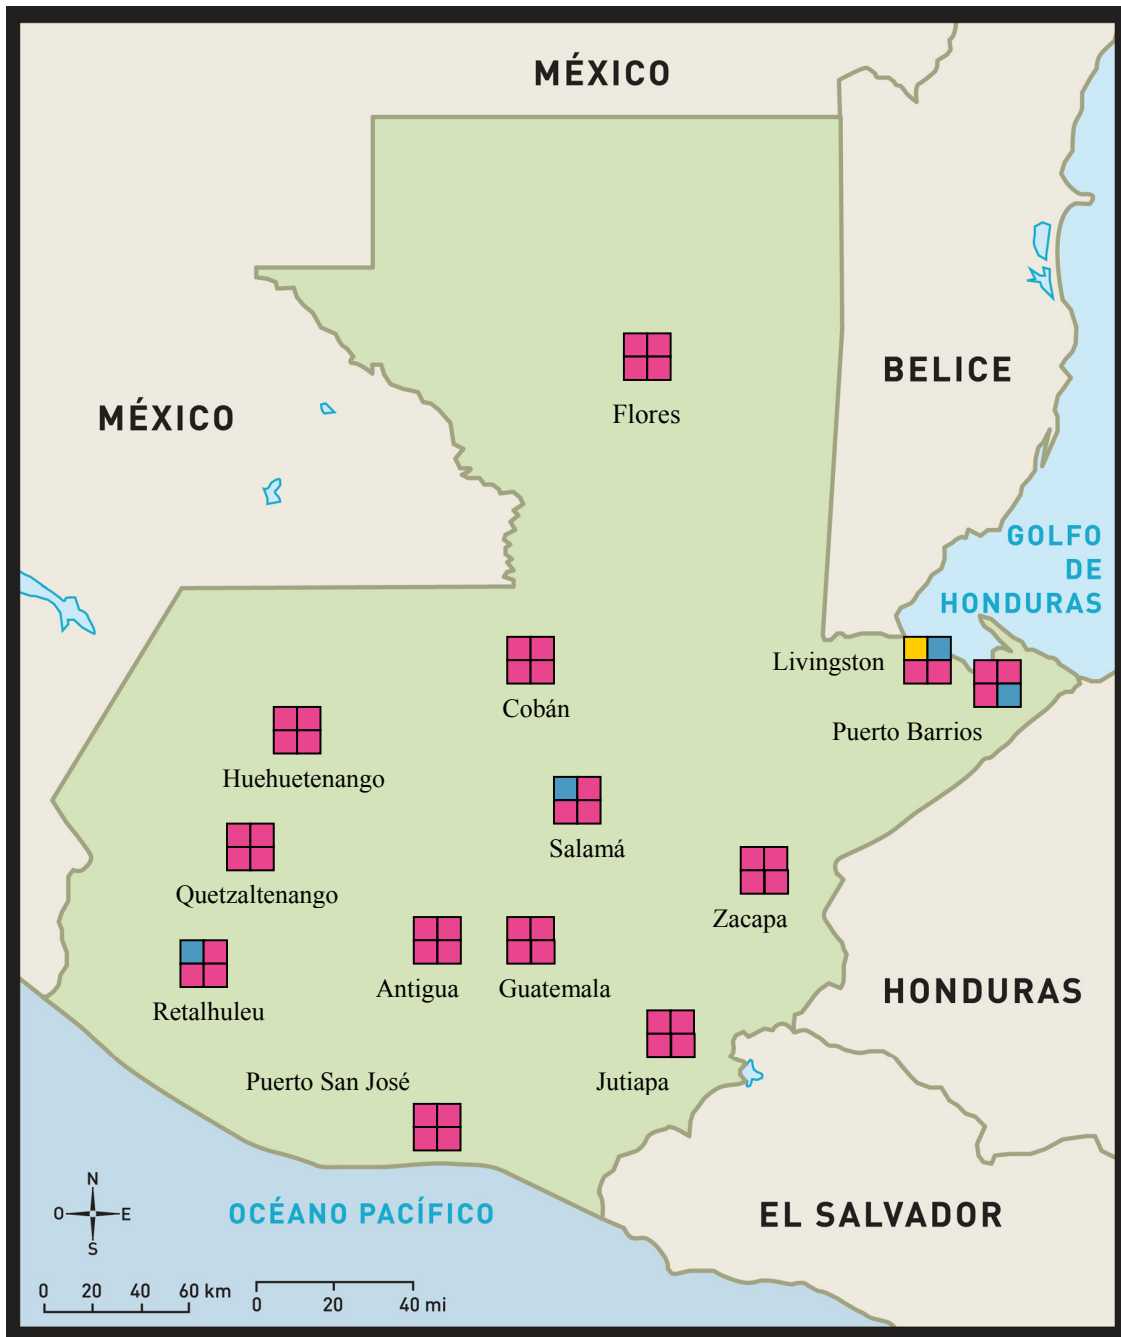 MÉXICO
Flores
BELICE
MÉXICO
GOLFO
DE
HONDURAS
Livingston
Cobán
Puerto Barrios
Huehuetenango
Salamá
Quetzaltenango
Zacapa
Antigua
Guatemala
HONDURAS
Retalhuleu
Puerto San José
Jutiapa
N
O
E
S
OCÉANO PACÍFICO
EL SALVADOR
0 20 40 60 km
0 20 40 mi